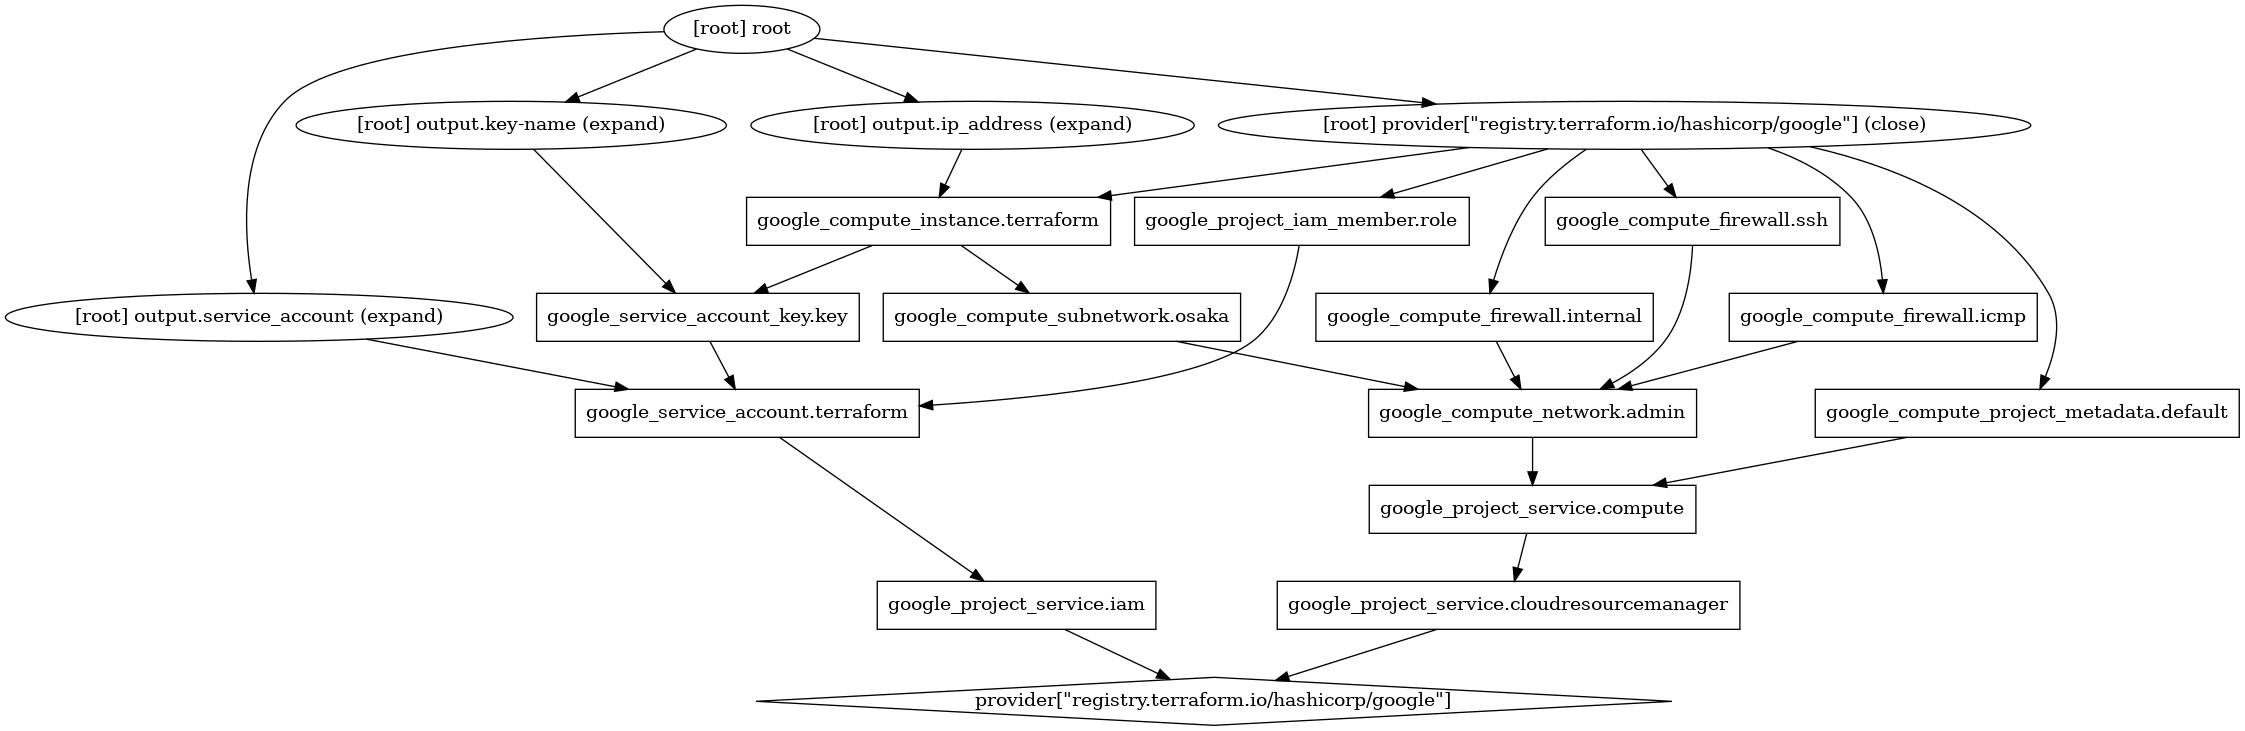 [root] root
[root] output.key-name (expand)
[root] output.ip_address (expand)
[root] provider[\"registry.terraform.io/hashicorp/google\"] (close)
google_compute_instance.terraform
google_project_iam_member.role
google_compute_firewall.ssh
[root] output.service_account (expand)
google_service_account_key.key
google_compute_subnetwork.osaka
google_compute_firewall.internal
google_compute_firewall.icmp
google_service_account.terraform
google_compute_network.admin
google_compute_project_metadata.default
google_project_service.compute
google_project_service.iam
google_project_service.cloudresourcemanager
provider[\"registry.terraform.io/hashicorp/google\"]